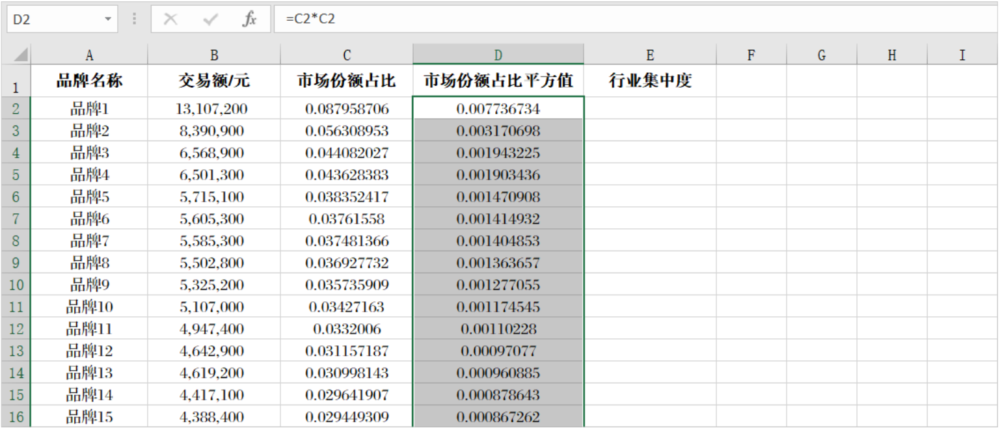 D2 fx =C2*C2
A B C D E F G H I
1 品牌名称 交易额/元 市场份额占比 市场份额占比平方值 行业集中度
2 品牌1 13,107,200 0.087958706 0.007736734
3 品牌2 8,390,900 0.056308953 0.003170698
4 品牌3 6,568,900 0.044082027 0.001943225
5 品牌4 6,501,300 0.043628383 0.001903436
6 品牌5 5,715,100 0.038352417 0.001470908
7 品牌6 5,605,300 0.03761558 0.001414932
8 品牌7 5,585,300 0.037481366 0.001404853
9 品牌8 5,502,800 0.036927732 0.001363657
10 品牌9 5,325,200 0.035735909 0.001277055
11 品牌10 5,107,000 0.03427163 0.001174545
12 品牌11 4,947,400 0.0332006 0.00110228
13 品牌12 4,642,900 0.031157187 0.00097077
14 品牌13 4,619,200 0.030998143 0.000960885
15 品牌14 4,417,100 0.029641907 0.000878643
16 品牌15 4,388,400 0.029449309 0.000867262